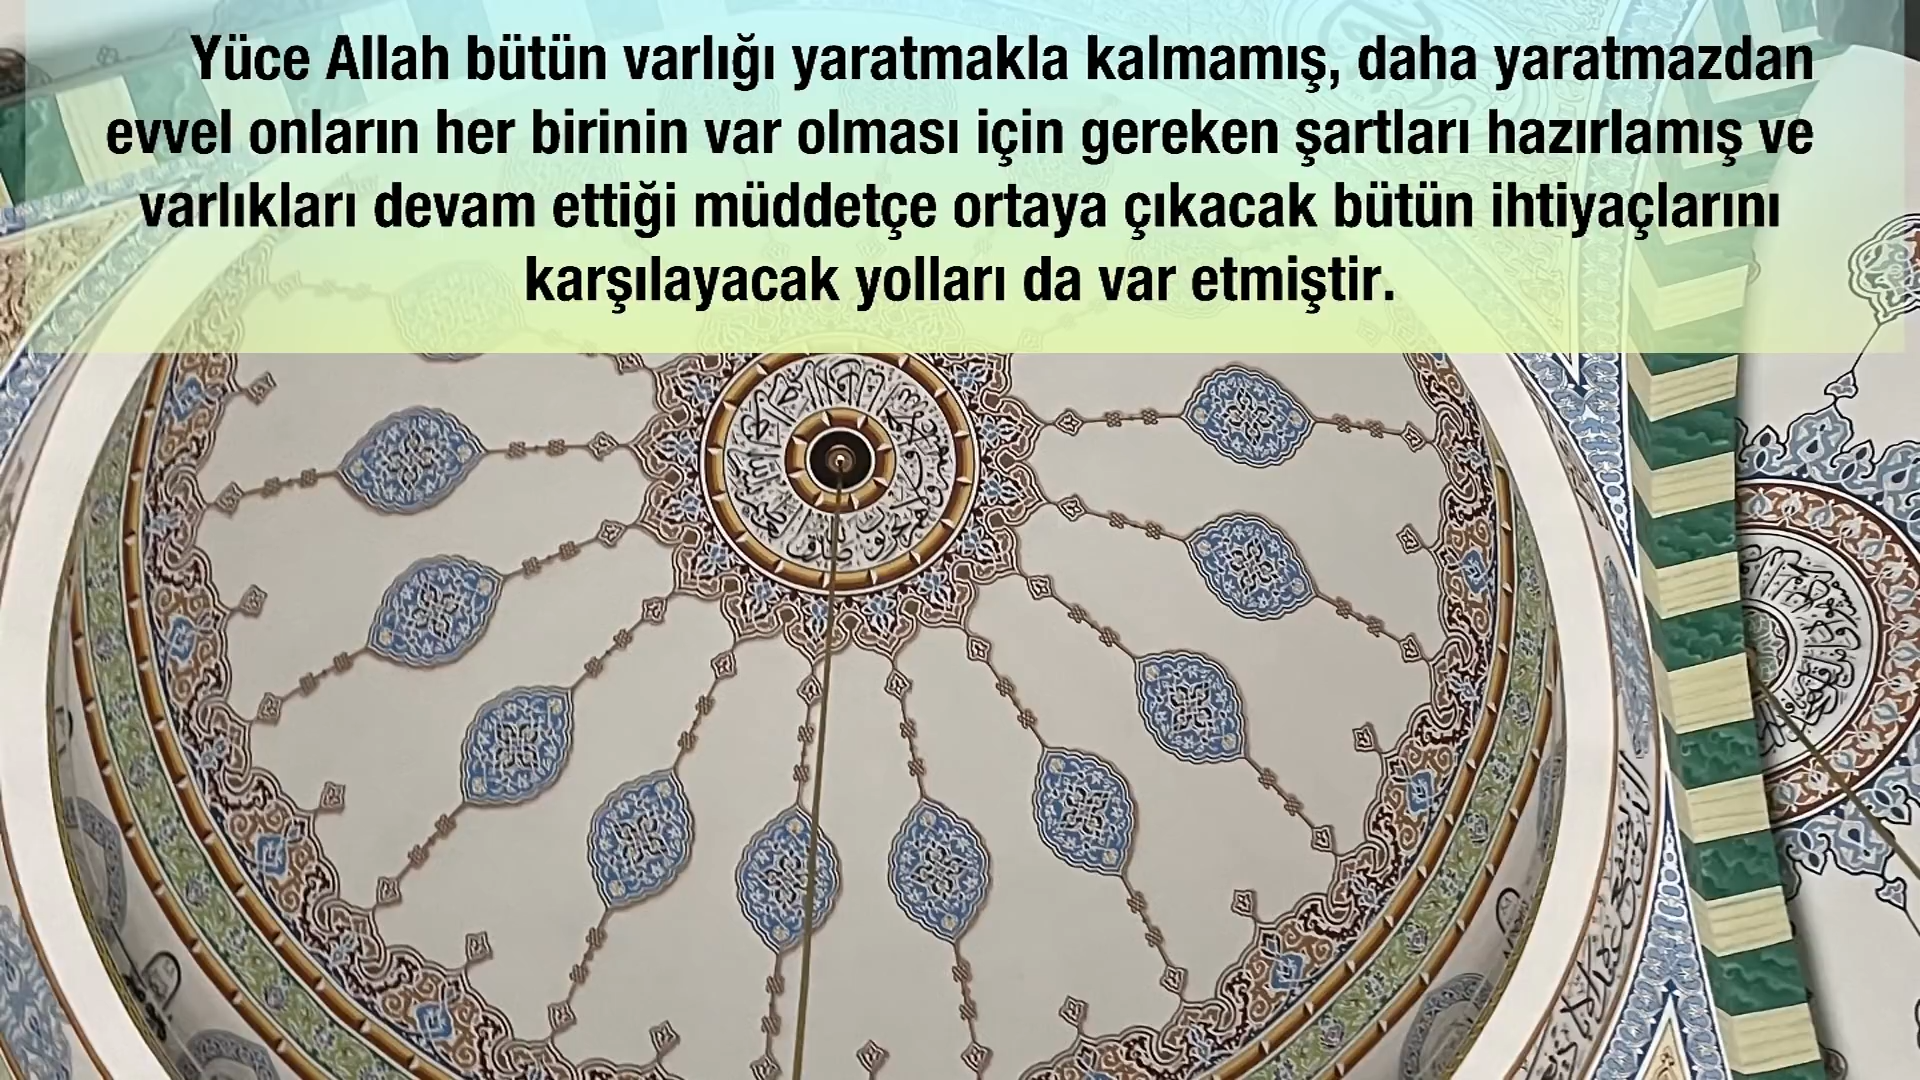 Yüce Allah bütün varlığı yaratmakla kalmamış, daha yaratmazdan
evvel onların her birinin var olması için gereken şartları hazırlamış ve
varlıkları devam ettiği müddetçe ortaya çıkacak bütün ihtiyaçlarını
karşılayacak yolları da var etmiştir.